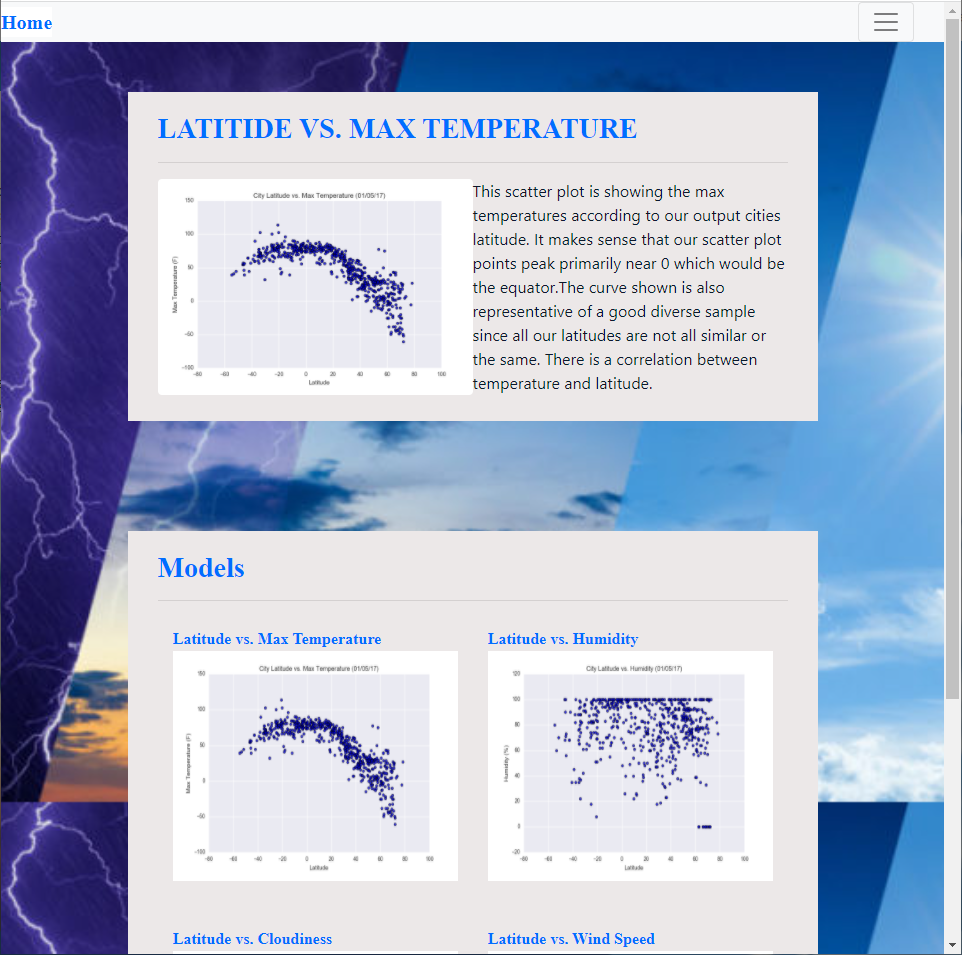 Home
LATITIDE VS. MAX TEMPERATURE
City Latitude vs. Max Temperature (01/05/17)
150
100
50
0
-50
-100
Max Temperature (F)
-80 -60 -40 -20 0 20 40 60 80 100
Latitude
This scatter plot is showing the max
temperatures according to our output cities
latitude. It makes sense that our scatter plot
points peak primarily near 0 which would be
the equator.The curve shown is also
representative of a good diverse sample
since all our latitudes are not all similar or
the same. There is a correlation between
temperature and latitude.
Models
Latitude vs. Max Temperature
City Latitude vs. Max Temperature (01/05/17)
150
100
50
0
-50
-100
Max Temperature (F)
-80 -60 -40 -20 0 20 40 60 80 100
Latitude
Latitude vs. Humidity
City Latitude vs. Humidity (01/05/17)
120
100
80
60
40
20
0
-20
Humidity (%)
-80 -60 -40 -20 0 20 40 60 80 100
Latitude
Latitude vs. Cloudiness
Latitude vs. Wind Speed